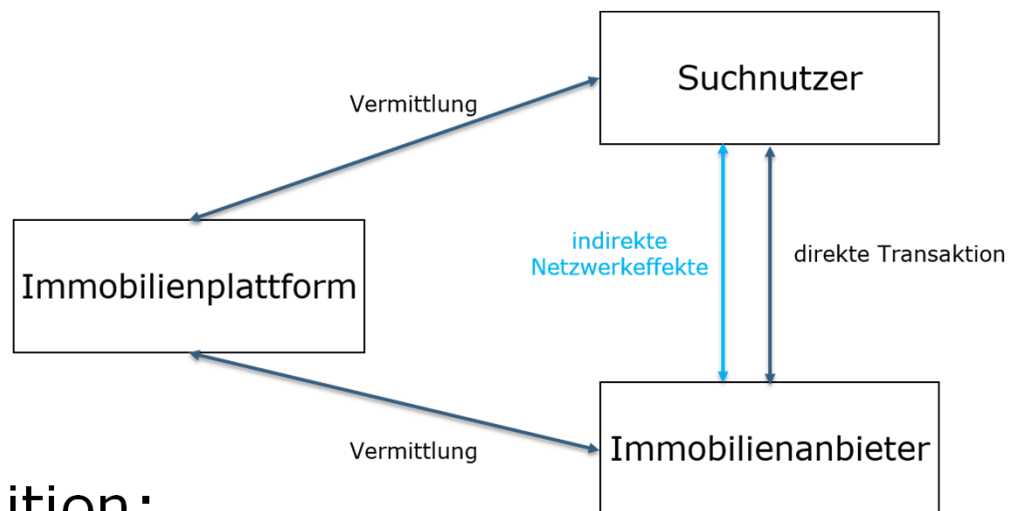 Suchnutzer
Vermittlung
indirekte
Netzwerkeffekte
direkte Transaktion
Immobilienplattform
Vermittlung
Immobilienanbieter